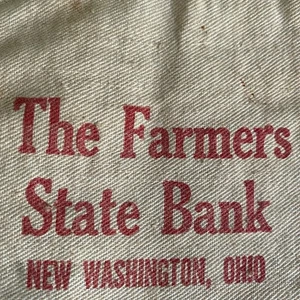 The Farmers
State Bank
NEW WASHINGTON, OHIO